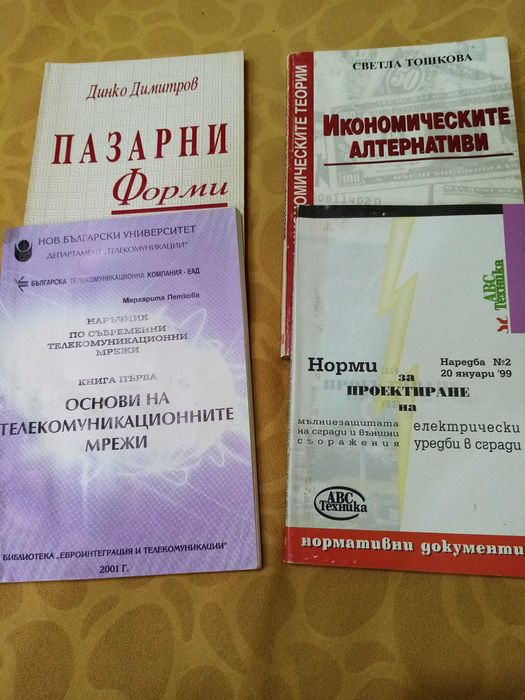 Динко Димитров
ПАЗАРНИ
Форми
СВЕТЛА ТОШКОВА
ИКОНОМИЧЕСКИТЕ
АЛТЕРНАТИВИ
ИКОНОМИЧЕСКИТЕ ТЕОРИИ
НОВ БЪЛГАРСКИ УНИВЕРСИТЕТ
ДЕПАРТАМЕНТ „ТЕЛЕКОМУНИКАЦИИ"
БЪЛГАРСКА ТЕЛЕКОМУНИКАЦИОННА КОМПАНИЯ - ЕАД
Маргарита Петкова
НАРЪЧНИК
ПО СЪВРЕМЕННИ
ТЕЛЕКОМУНИКАЦИОННИ
МРЕЖИ
КНИГА ПЪРВА
ОСНОВИ НА
ТЕЛЕКОМУНИКАЦИОННИТЕ
МРЕЖИ
БИБЛИОТЕКА „ЕВРОИНТЕГРАЦИЯ И ТЕЛЕКОМУНИКАЦИИ"
2001 Г.
ABC
Техника
Наредба №2
20 януари '99
Норми за
ПРОЕКТИРАНЕ
на
мълниезащитата
на сгради и външни
съоражения
електрически
уредби в сгради
ABC
Техника
нормативни документи